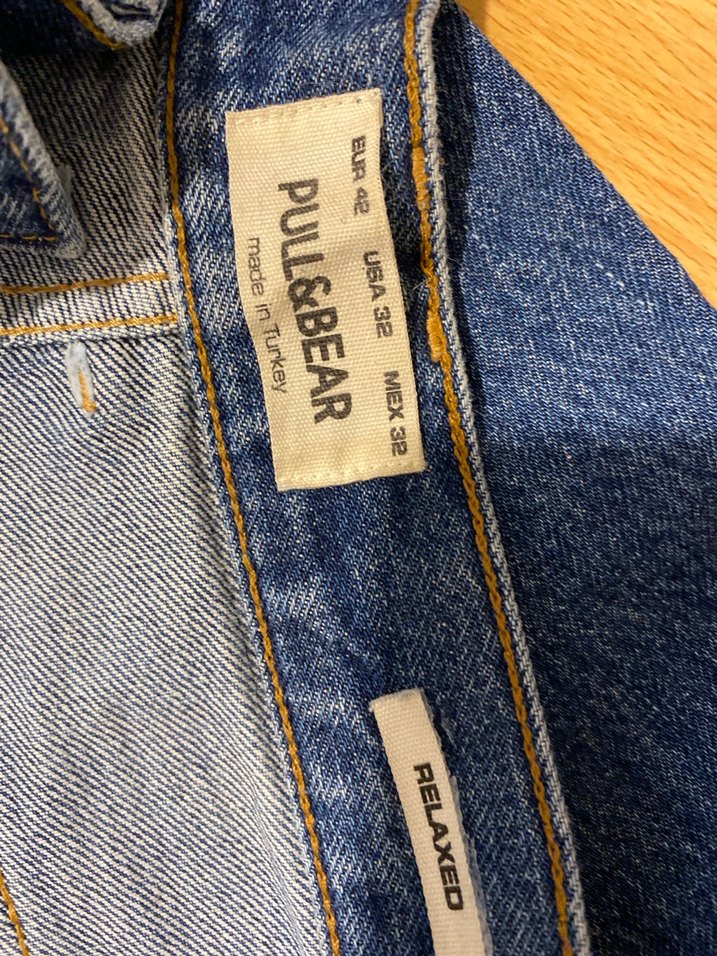 EUR 42 USA 32 MEX 32
PULL&BEAR
made in Turkey
RELAXED